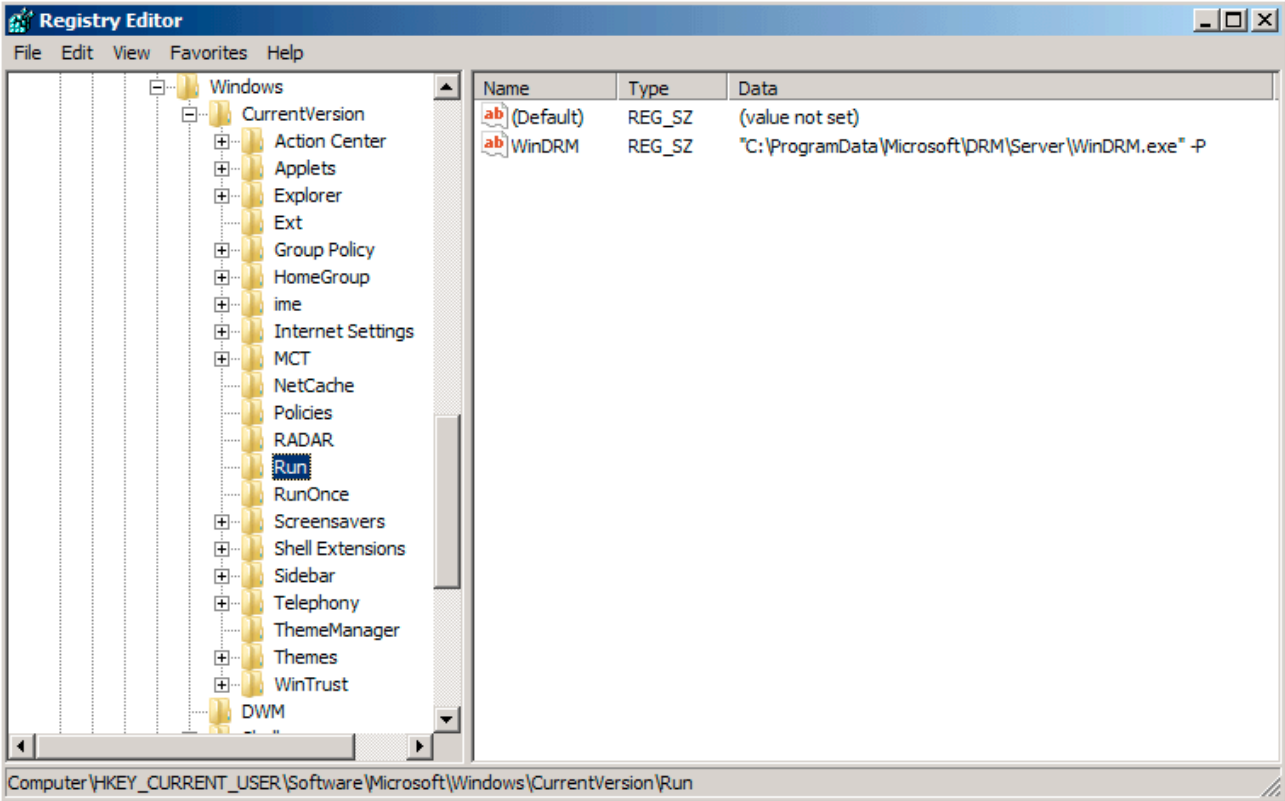 Registry Editor
File Edit View Favorites Help
Windows
CurrentVersion
Action Center
Applets
Explorer
Ext
Group Policy
HomeGroup
ime
Internet Settings
MCT
NetCache
Policies
RADAR
Run
RunOnce
Screensavers
Shell Extensions
Sidebar
Telephony
ThemeManager
Themes
WinTrust
DWM
Name Type Data
ab (Default) REG_SZ (value not set)
ab WinDRM REG_SZ "C:\ProgramData\Microsoft\DRM\Server\WinDRM.exe" -P
Computer\HKEY_CURRENT_USER\Software\Microsoft\Windows\CurrentVersion\Run